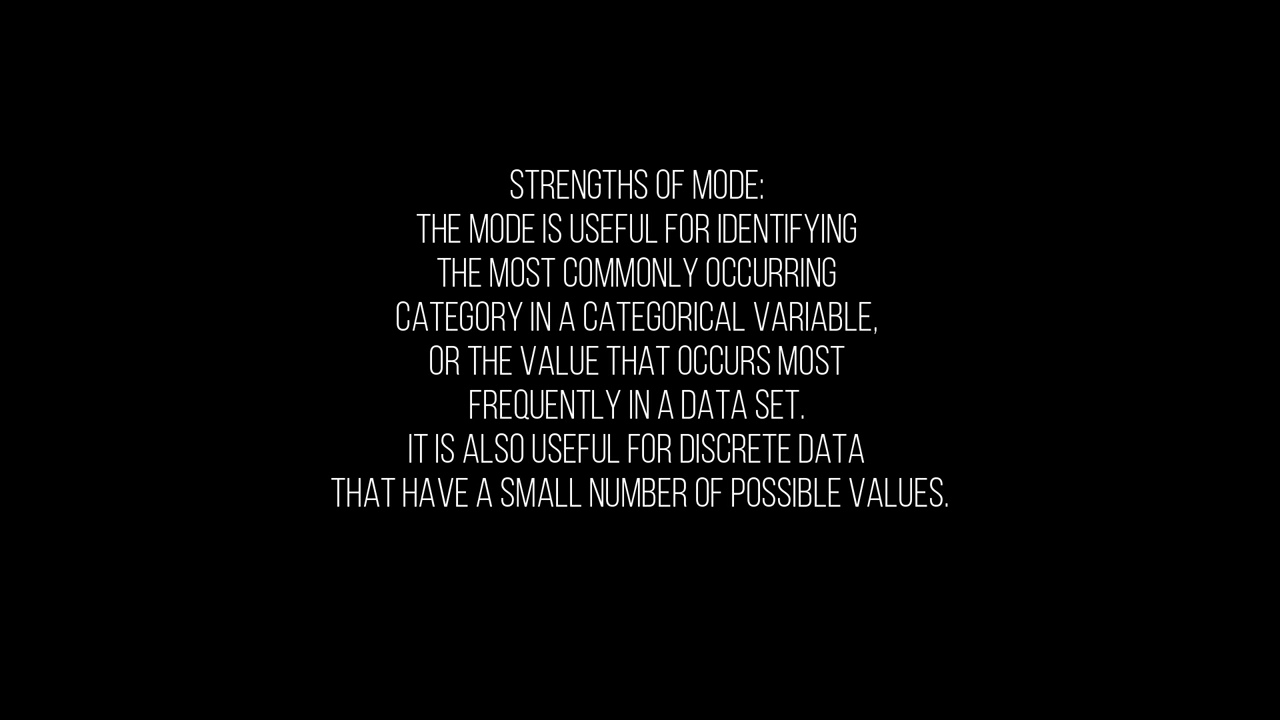 STRENGTHS OF MODE:
THE MODE IS USEFUL FOR IDENTIFYING
THE MOST COMMONLY OCCURRING
CATEGORY IN A CATEGORICAL VARIABLE,
OR THE VALUE THAT OCCURS MOST
FREQUENTLY IN A DATA SET.
IT IS ALSO USEFUL FOR DISCRETE DATA
THAT HAVE A SMALL NUMBER OF POSSIBLE VALUES.